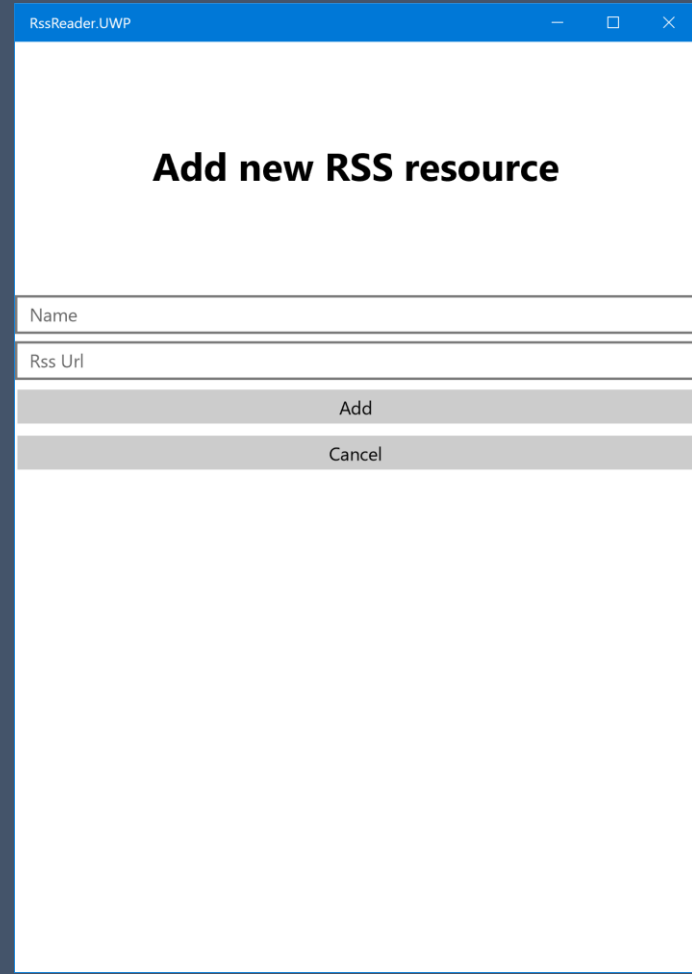 RssReader.UWP
Add new RSS resource
Name
Rss Url
Add
Cancel